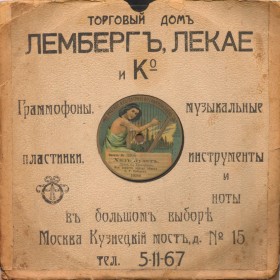 ТОРГОВЫЙ ДОМЪ
ЛЕМБЕРГЪ, ЛЕКАЕ
и Ко
Граммофоны. музыкальные
пластинки. инструменты
и
ноты
въ большомъ выборѣ
Москва Кузнецкій мостъ, д. № 15.
тел. 5-11-67